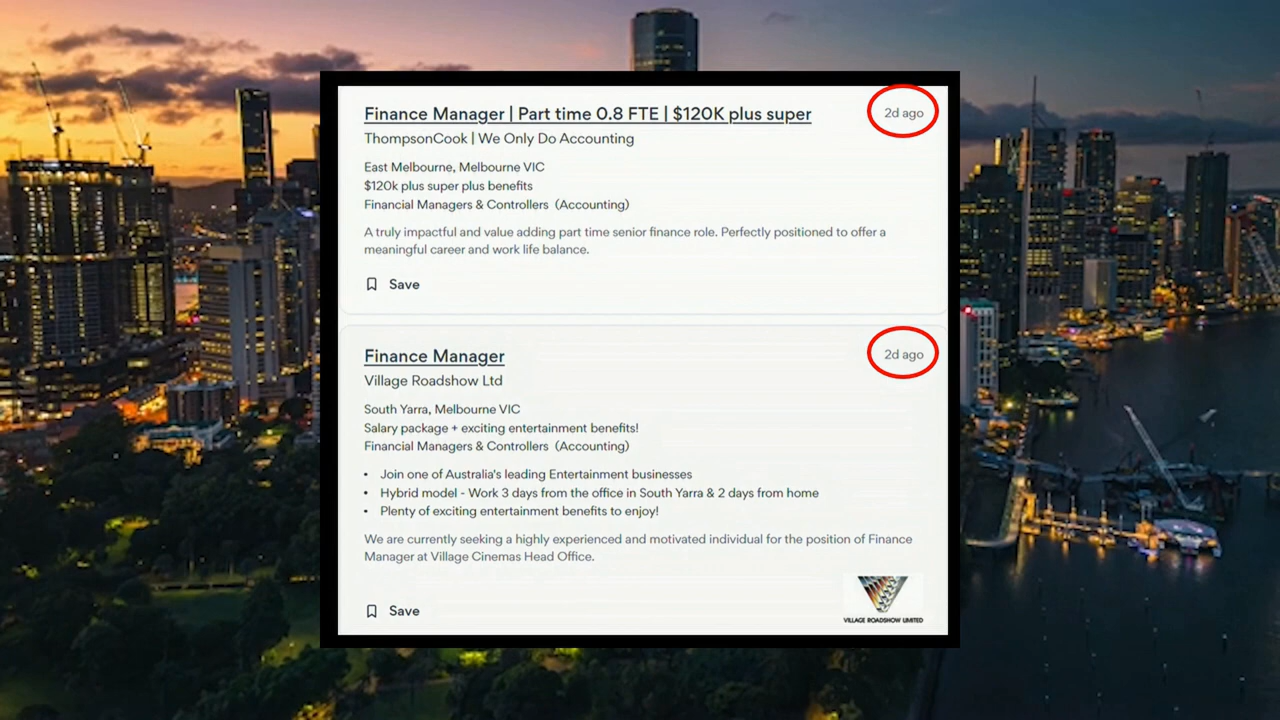 Finance Manager | Part time 0.8 FTE | $120K plus super
2d ago
ThompsonCook | We Only Do Accounting
East Melbourne, Melbourne VIC
$120k plus super plus benefits
Financial Managers & Controllers (Accounting)
A truly impactful and value adding part time senior finance role. Perfectly positioned to offer a
meaningful career and work life balance.
Save
Finance Manager
2d ago
Village Roadshow Ltd
South Yarra, Melbourne VIC
Salary package + exciting entertainment benefits!
Financial Managers & Controllers (Accounting)
• Join one of Australia's leading Entertainment businesses
• Hybrid model - Work 3 days from the office in South Yarra & 2 days from home
• Plenty of exciting entertainment benefits to enjoy!
We are currently seeking a highly experienced and motivated individual for the position of Finance
Manager at Village Cinemas Head Office.
Save
VILLAGE ROADSHOW LIMITED